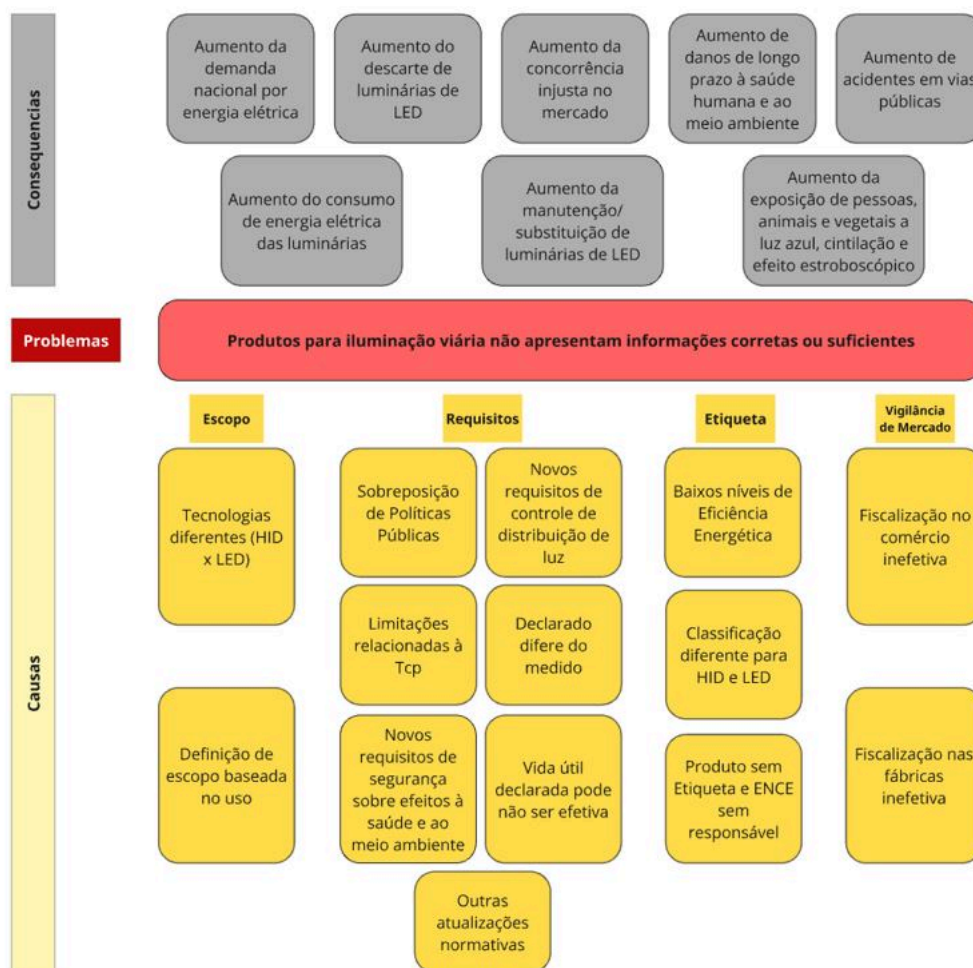 Consequencias
Aumento da
demanda
nacional por
energia elétrica
Aumento do
descarte de
luminárias de
LED
Aumento da
concorrência
injusta no
mercado
Aumento de
danos de longo
prazo à saúde
humana e ao
meio ambiente
Aumento de
acidentes em vias
públicas
Aumento do consumo
de energia elétrica
das luminárias
Aumento da
manutenção/
substituição de
luminárias de LED
Aumento da
exposição de pessoas,
animais e vegetais a
luz azul, cintilação e
efeito estroboscópico
Problemas
Produtos para iluminação viária não apresentam informações corretas ou suficientes
Causas
Escopo
Tecnologias
diferentes (HID
x LED)
Definição de
escopo baseada
no uso
Requisitos
Sobreposição
de Políticas
Públicas
Novos
requisitos de
controle de
distribuição de
luz
Limitações
relacionadas à
Tcp
Declarado
difere do
medido
Novos
requisitos de
segurança
sobre efeitos à
saúde e ao
meio ambiente
Vida útil
declarada pode
não ser efetiva
Outras
atualizações
normativas
Etiqueta
Baixos níveis de
Eficiência
Energética
Classificação
diferente para
HID e LED
Produto sem
Etiqueta e ENCE
sem
responsável
Vigilância
de Mercado
Fiscalização no
comércio
inefetiva
Fiscalização nas
fábricas
inefetiva